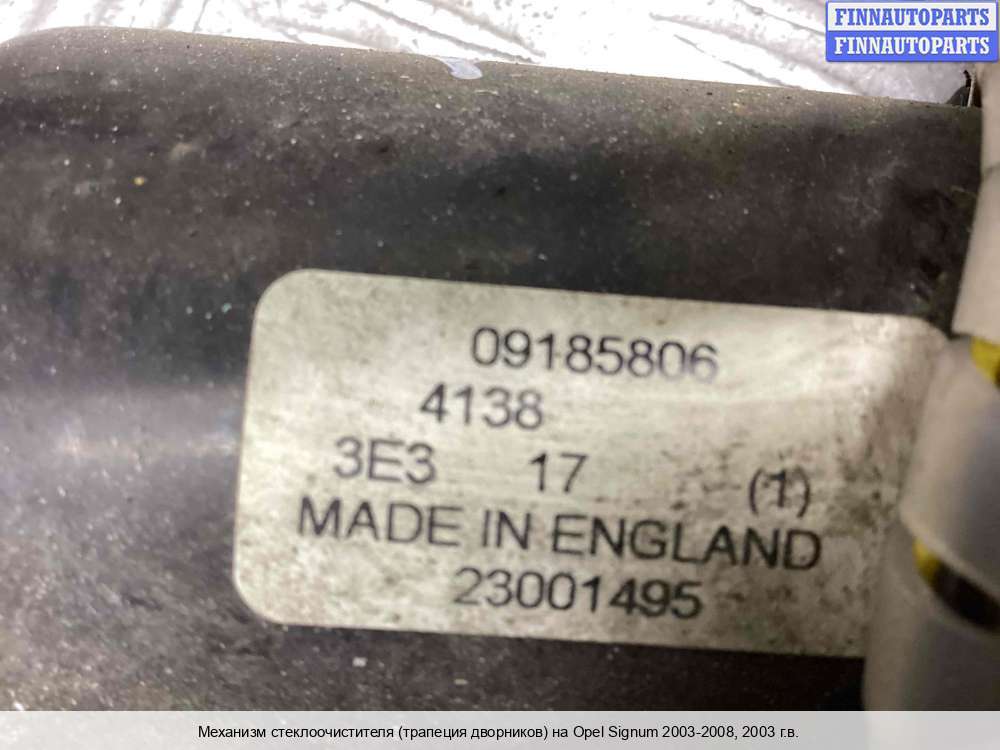 FINNAUTOPARTS
FINNAUTOPARTS
09185806
4138
3E3 17 (1)
MADE IN ENGLAND
23001495
Механизм стеклоочистителя (трапеция дворников) на Opel Signum 2003-2008, 2003 г.в.